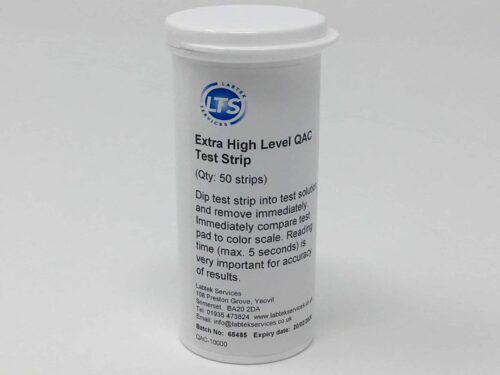 LABTEK
LTS
SERVICES
Extra High Level QAC
Test Strip
(Qty: 50 strips)
Dip test strip into test solution
and remove immediately.
Immediately compare test
pad to color scale. Reading
time (max. 5 seconds) is
very important for accuracy
of results.
Labtek Services
108 Preston Grove, Yeovil
Somerset. BA20 2DA
Tel: 01935 473824 www.labtekservices.co.uk
Email: info@labtekservices.co.uk
Batch No: 65485 Expiry date:
QAC-10000